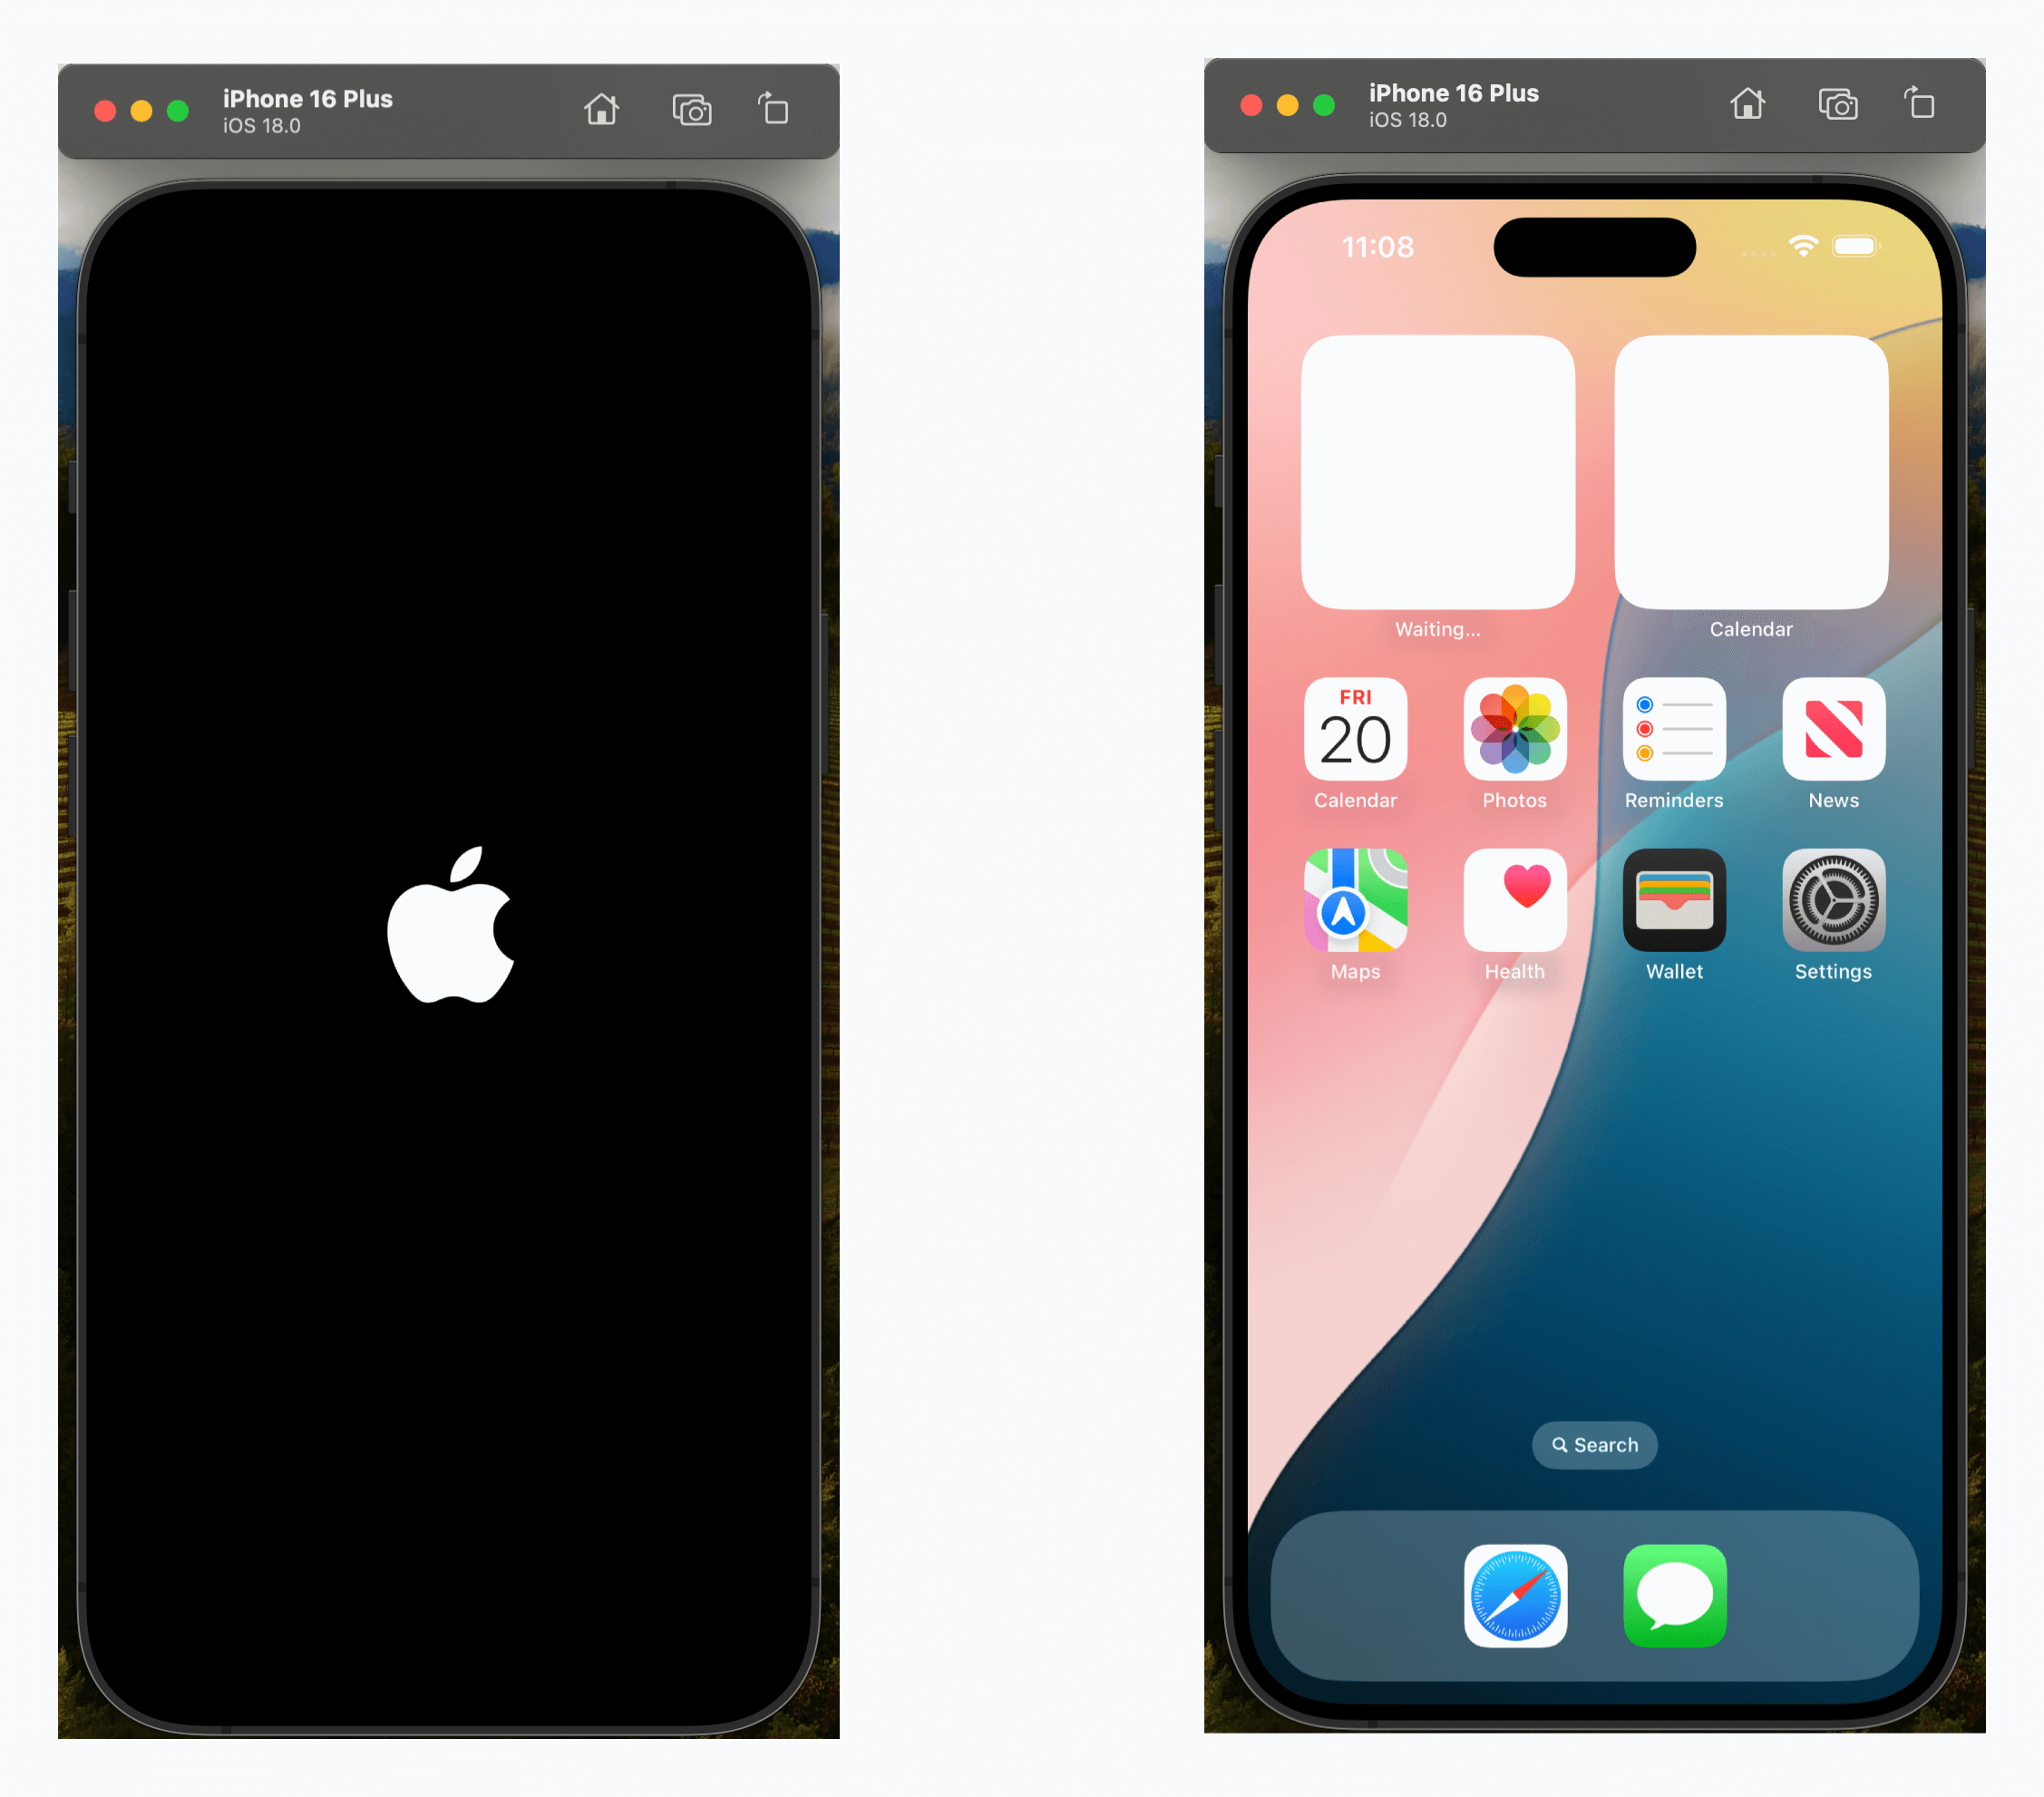 iPhone 16 Plus
iOS 18.0
iPhone 16 Plus
iOS 18.0
11:08
Waiting... Calendar
FRI
20
Calendar Photos Reminders News
Maps Health Wallet Settings
Search